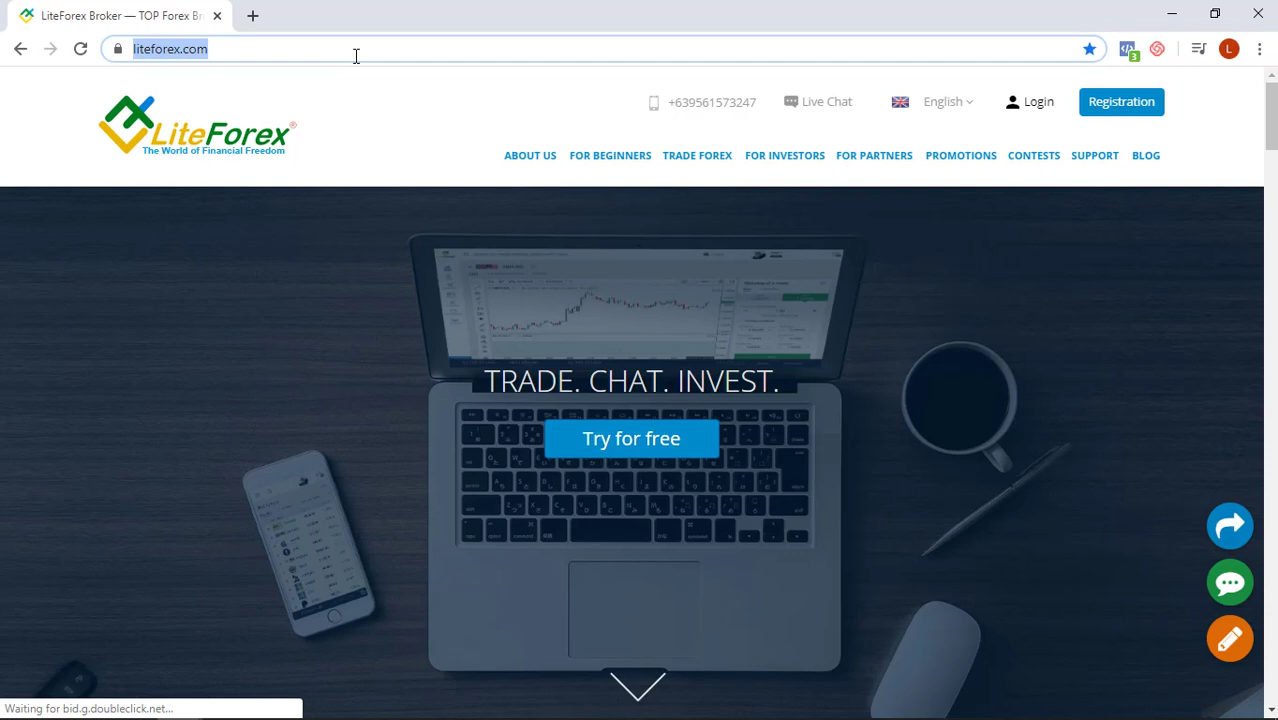 LiteForex Broker — TOP Forex Br
liteforex.com
3
L
LiteForex®
The World of Financial Freedom
+639561573247
Live Chat
English
Login
Registration
ABOUT US
FOR BEGINNERS
TRADE FOREX
FOR INVESTORS
FOR PARTNERS
PROMOTIONS
CONTESTS
SUPPORT
BLOG
TRADE. CHAT. INVEST.
Try for free
Waiting for bid.g.doubleclick.net...